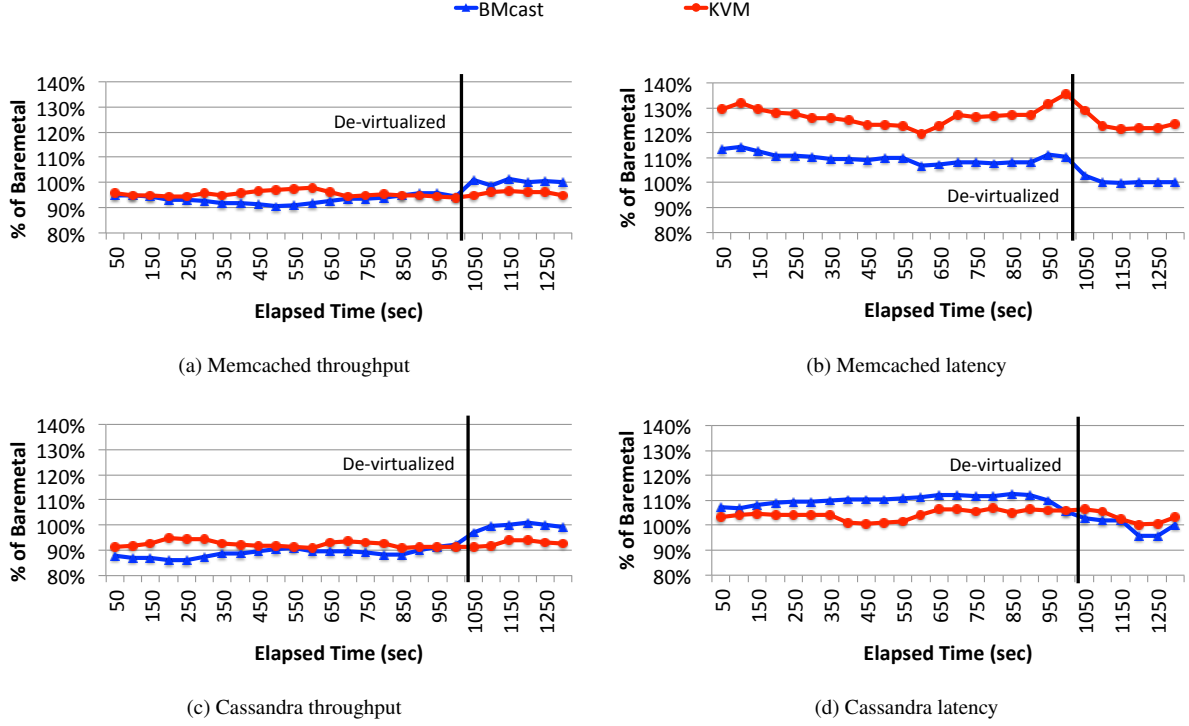 BMcast KVM
140%
130%
120%
110%
100%
90%
80%
% of Baremetal
De-virtualized
50 150 250 350 450 550 650 750 850 950 1050 1150 1250
Elapsed Time (sec)
(a) Memcached throughput
140%
130%
120%
110%
100%
90%
80%
% of Baremetal
De-virtualized
50 150 250 350 450 550 650 750 850 950 1050 1150 1250
Elapsed Time (sec)
(b) Memcached latency
140%
130%
120%
110%
100%
90%
80%
% of Baremetal
De-virtualized
50 150 250 350 450 550 650 750 850 950 1050 1150 1250
Elapsed Time (sec)
(c) Cassandra throughput
140%
130%
120%
110%
100%
90%
80%
% of Baremetal
De-virtualized
50 150 250 350 450 550 650 750 850 950 1050 1150 1250
Elapsed Time (sec)
(d) Cassandra latency